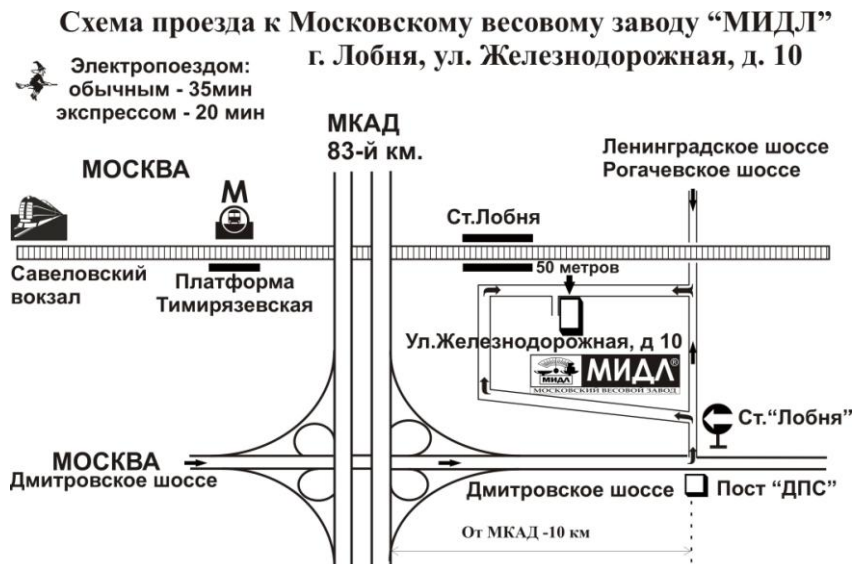 Схема проезда к Московскому весовому заводу “МИДЛ”
г. Лобня, ул. Железнодорожная, д. 10
Электропоездом:
обычным - 35мин
экспрессом - 20 мин
МКАД
83-й км.
Ленинградское шоссе
Рогачевское шоссе
МОСКВА
М
Ст.Лобня
Савеловский
вокзал
Платформа
Тимирязевская
50 метров
Ул.Железнодорожная, д 10
МИДЛ
МИДЛ®
МОСКОВСКИЙ ВЕСОВОЙ ЗАВОД
Ст.“Лобня”
МОСКВА
Дмитровское шоссе
Дмитровское шоссе
Пост “ДПС”
От МКАД -10 км